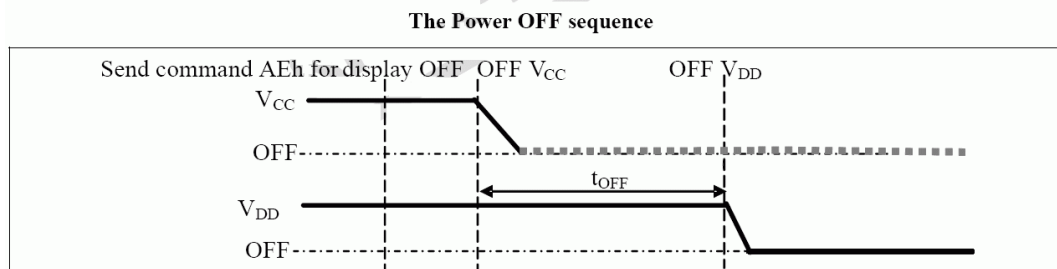 The Power OFF sequence
Send command AEh for display OFF OFF VCC OFF VDD
VCC
OFF
tOFF
VDD
OFF